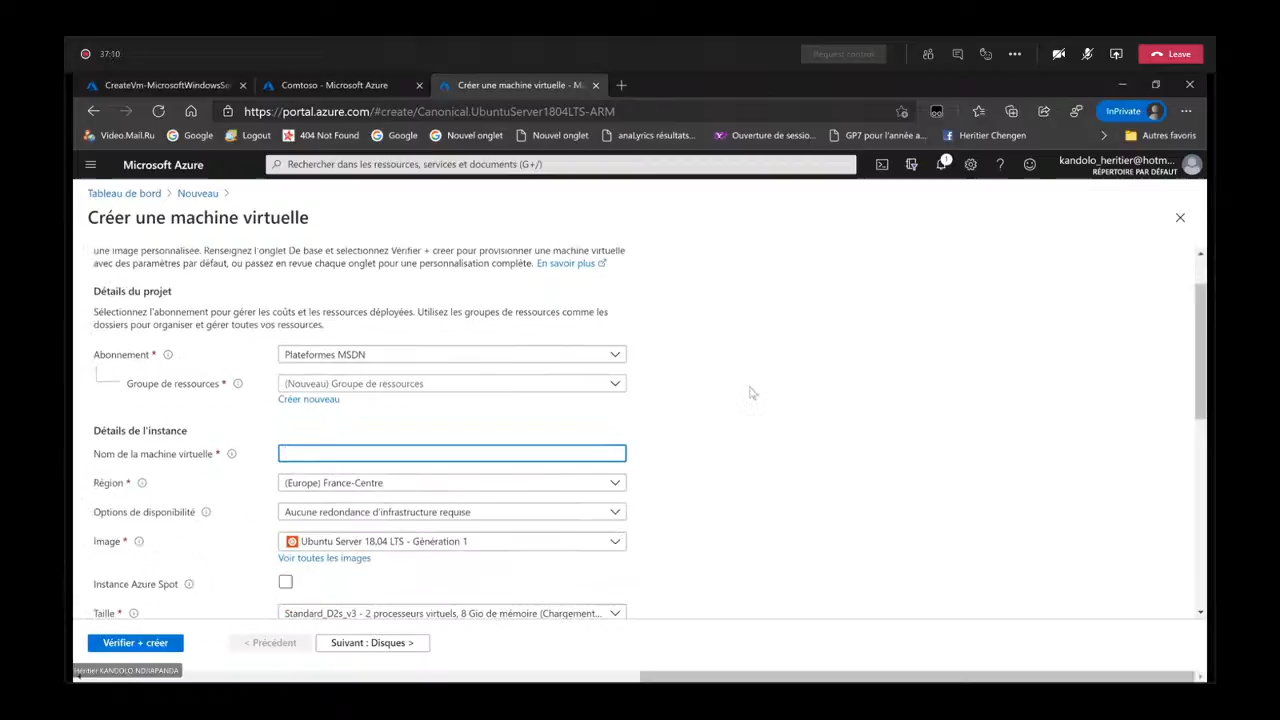 37:10
Request control
Leave
CreateVm-MicrosoftWindowsSe
Comtoso - Microsoft Azure
Créer une machine virtuelle - Mi
https://portal.azure.com/#create/Canonical.UbuntuServer1804LTS-ARM
InPrivate
Video.Mail.Ru
Google
Logout
404 Not Found
Google
Nouvel onglet
Nouvel onglet
anaLyrics résultats...
Ouverture de sessio...
GP7 pour l'année a...
Heritier Chengen
Autres favoris
Microsoft Azure
Rechercher dans les ressources, services et documents (G+/)
1
kandolo_heritier@hotm...
RÉPERTOIRE PAR DÉFAUT
Tableau de bord > Nouveau >
Créer une machine virtuelle
une image personnalisée. Renseignez l'onglet De base et sélectionnez Vérifier + créer pour provisionner une machine virtuelle
avec des paramètres par défaut, ou passez en revue chaque onglet pour une personnalisation complète. En savoir plus
Détails du projet
Sélectionnez l'abonnement pour gérer les coûts et les ressources déployées. Utilisez les groupes de ressources comme les
dossiers pour organiser et gérer toutes vos ressources.
Abonnement *
Plateformes MSDN
Groupe de ressources *
(Nouveau) Groupe de ressources
Créer nouveau
Détails de l'instance
Nom de la machine virtuelle *
Région *
(Europe) France-Centre
Options de disponibilité
Aucune redondance d'infrastructure requise
Image *
Ubuntu Server 18.04 LTS - Génération 1
Voir toutes les images
Instance Azure Spot
Taille *
Standard_D2s_v3 - 2 processeurs virtuels, 8 Gio de mémoire (Chargement...
Vérifier + créer
< Précédent
Suivant : Disques >
Héritier KANDOLO NDJIAPANDA